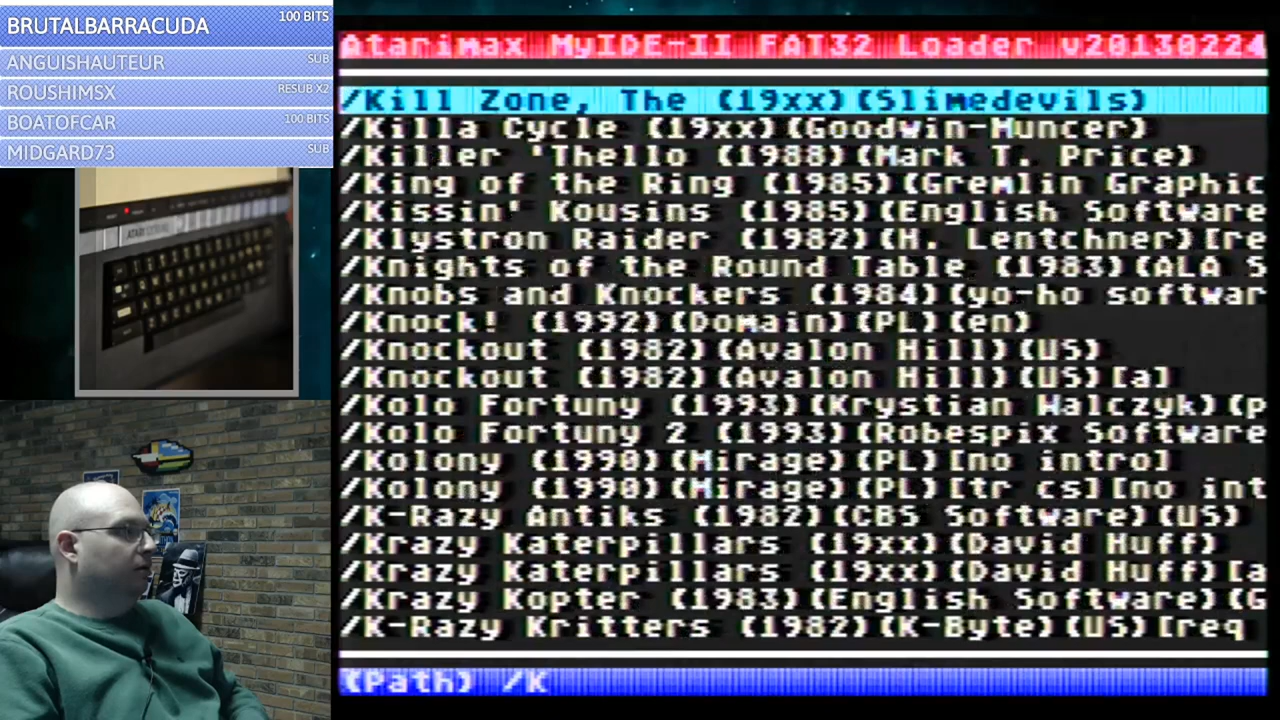 BRUTALBARRACUDA 100 BITS
ANGUISHAUTEUR SUB
ROUSHIMSX RESUB X2
BOATOFCAR 100 BITS
MIDGARD73 SUB
Atarimax MyIDE-II FAT32 Loader v20130224
/Kill Zone, The (19xx)(Slimedevils)
/Killa Cycle (19xx)(Goodwin-Muncer)
/Killer 'Thello (1988)(Mark T. Price)
/King of the Ring (1985)(Gremlin Graphic
/Kissin' Kousins (1985)(English Software
/Klystron Raider (1982)(H. Lentchner)[re
/Knights of the Round Table (1983)(ALA S
/Knobs and Knockers (1984)(yo-ho softwar
/Knock! (1992)(Domain)(PL)(en)
/Knockout (1982)(Avalon Hill)(US)
/Knockout (1982)(Avalon Hill)(US)[a]
/Kolo Fortuny (1993)(Krystian Walczyk)(p
/Kolo Fortuny 2 (1993)(Robespix Software
/Kolony (1990)(Mirage)(PL)[no intro]
/Kolony (1990)(Mirage)(PL)[tr cs][no int
/K-Razy Antiks (1982)(CBS Software)(US)
/Krazy Katerpillars (19xx)(David Huff)
/Krazy Katerpillars (19xx)(David Huff)[a
/Krazy Kopter (1983)(English Software)(G
/K-Razy Kritters (1982)(K-Byte)(US)[req
(Path) /K